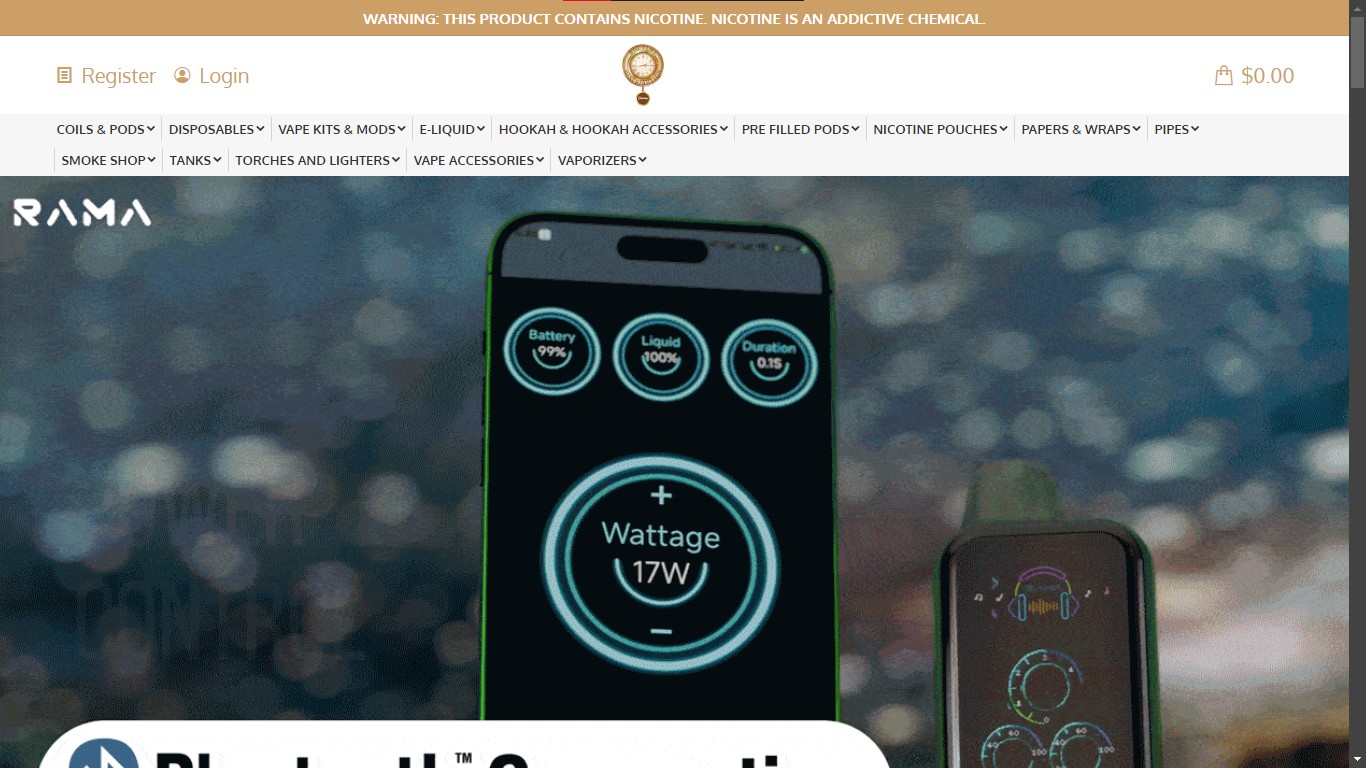 WARNING: THIS PRODUCT CONTAINS NICOTINE. NICOTINE IS AN ADDICTIVE CHEMICAL.
Register Login $0.00
COILS & PODS DISPOSABLES VAPE KITS & MODS E-LIQUID HOOKAH & HOOKAH ACCESSORIES PRE FILLED PODS NICOTINE POUCHES PAPERS & WRAPS PIPES
SMOKE SHOP TANKS TORCHES AND LIGHTERS VAPE ACCESSORIES VAPORIZERS
RAMA
Battery
99%
Liquid
100%
Duration
0.1S
+
Wattage
17W
−